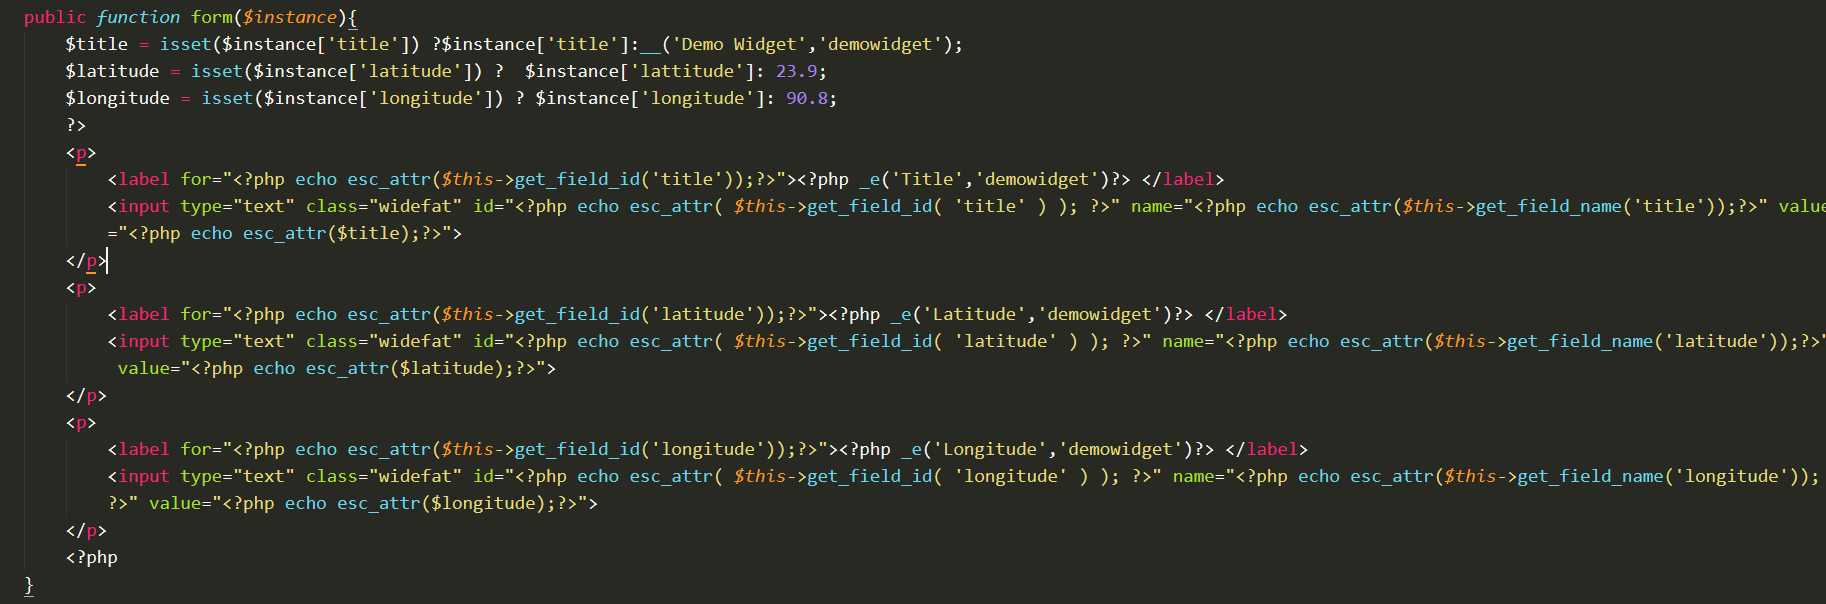 public function form($instance){
$title = isset($instance['title']) ?$instance['title']:__('Demo Widget','demowidget');
$latitude = isset($instance['latitude']) ?  $instance['lattitude']: 23.9;
$longitude = isset($instance['longitude']) ? $instance['longitude']: 90.8;
?>
<p>
<label for="<?php echo esc_attr($this->get_field_id('title'));?>"><?php _e('Title','demowidget')?> </label>
<input type="text" class="widefat" id="<?php echo esc_attr( $this->get_field_id( 'title' ) ); ?>" name="<?php echo esc_attr($this->get_field_name('title'));?>" value
="<?php echo esc_attr($title);?>">
</p>
<p>
<label for="<?php echo esc_attr($this->get_field_id('latitude'));?>"><?php _e('Latitude','demowidget')?> </label>
<input type="text" class="widefat" id="<?php echo esc_attr( $this->get_field_id( 'latitude' ) ); ?>" name="<?php echo esc_attr($this->get_field_name('latitude'));?>"
value="<?php echo esc_attr($latitude);?>">
</p>
<p>
<label for="<?php echo esc_attr($this->get_field_id('longitude'));?>"><?php _e('Longitude','demowidget')?> </label>
<input type="text" class="widefat" id="<?php echo esc_attr( $this->get_field_id( 'longitude' ) ); ?>" name="<?php echo esc_attr($this->get_field_name('longitude'));
?>" value="<?php echo esc_attr($longitude);?>">
</p>
<?php
}